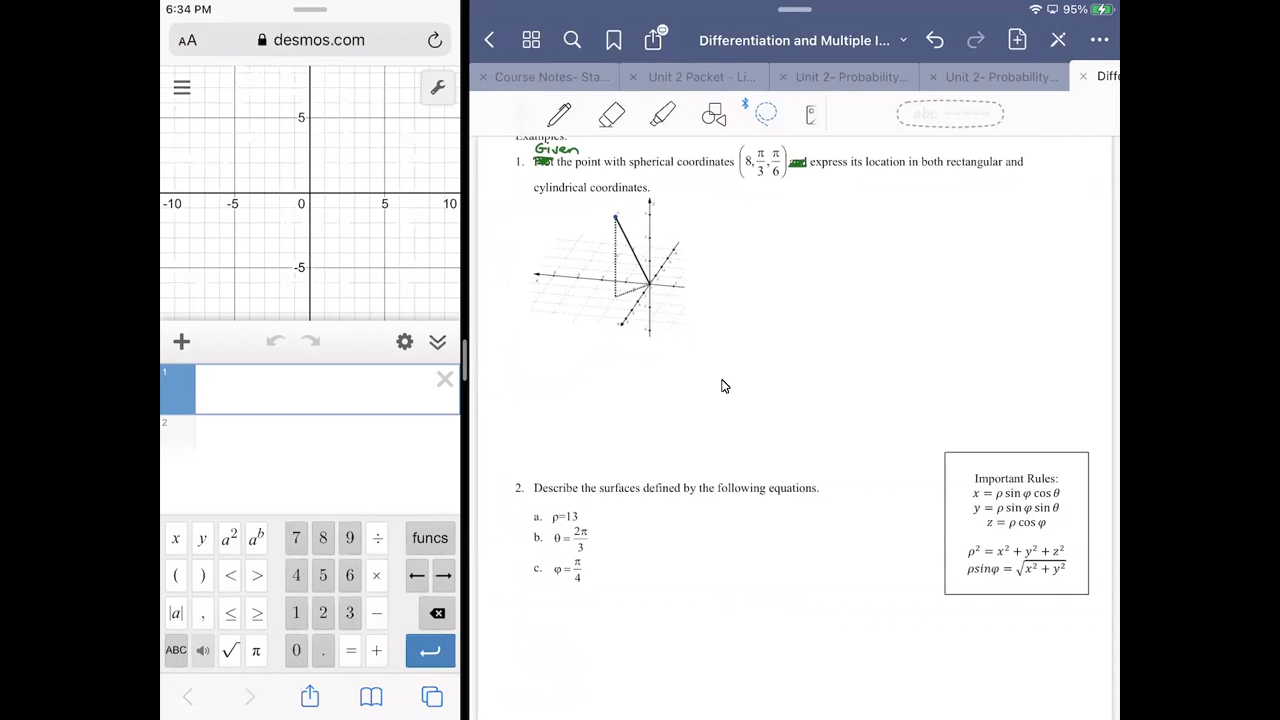 6:34 PM
95%
AA
desmos.com
Differentiation and Multiple I...
Course Notes- Sta...
Unit 2 Packet - Li...
Unit 2- Probability...
Unit 2- Probability...
Diffe
abc
Examples:
Given
1. the point with spherical coordinates (8, π/3, π/6) express its location in both rectangular and
cylindrical coordinates.
5
-10 -5 0 5 10
-5
1
2
2. Describe the surfaces defined by the following equations.
a. ρ=13
b. θ = 2π/3
c. φ = π/4
Important Rules:
x = ρ sin φ cos θ
y = ρ sin φ sin θ
z = ρ cos φ
ρ² = x² + y² + z²
ρsinφ = √x² + y²
x y a² aᵇ 7 8 9 ÷ funcs
( ) < > 4 5 6 × ← →
|a| , ≤ ≥ 1 2 3 −
ABC √ π 0 . = +